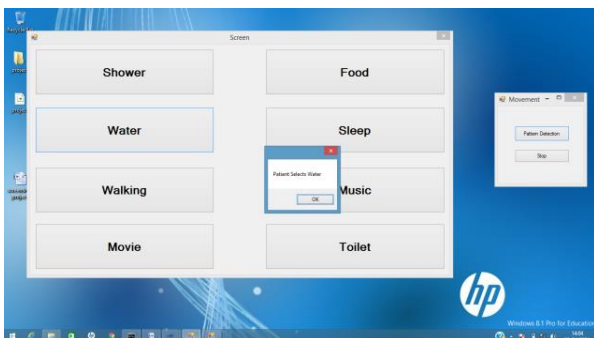 Screen
Shower
Food
Water
Sleep
Walking
Music
Movie
Toilet
Patient Selects Water
OK
Movement
Pattern Detection
Stop
hp
Windows 8.1 Pro for Education